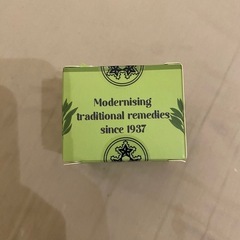 Modernising
traditional remedies
since 1937